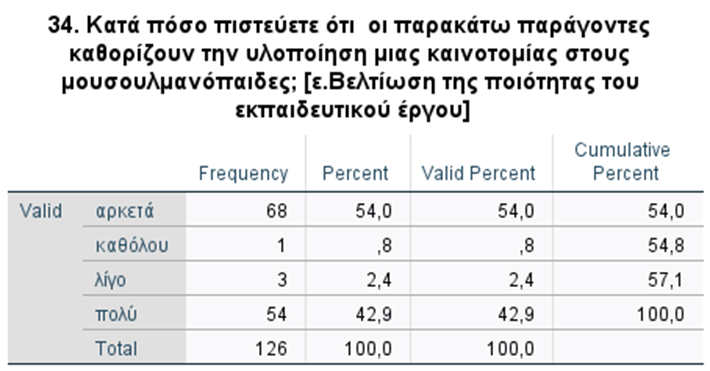 34. Κατά πόσο πιστεύετε ότι οι παρακάτω παράγοντες
καθορίζουν την υλοποίηση μιας καινοτομίας στους
μουσουλμανόπαιδες; [ε.Βελτίωση της ποιότητας του
εκπαιδευτικού έργου]
Frequency Percent Valid Percent Cumulative Percent
Valid αρκετά 68 54,0 54,0 54,0
καθόλου 1 ,8 ,8 54,8
λίγο 3 2,4 2,4 57,1
πολύ 54 42,9 42,9 100,0
Total 126 100,0 100,0